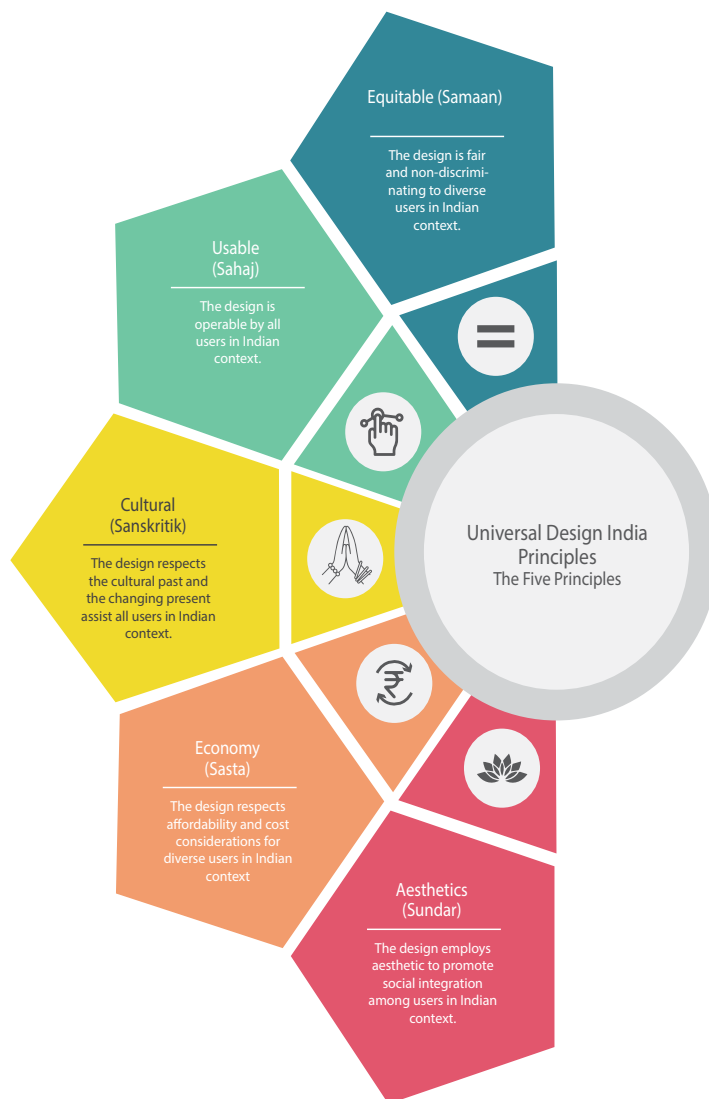 Equitable (Samaan)
The design is fair
and non-discrimi-
nating to diverse
users in Indian
context.
Usable
(Sahaj)
The design is
operable by all
users in Indian
context.
Cultural
(Sanskritik)
The design respects
the cultural past and
the changing present
assist all users in Indian
context.
Universal Design India
Principles
The Five Principles
Economy
(Sasta)
The design respects
affordability and cost
considerations for
diverse users in Indian
context
Aesthetics
(Sundar)
The design employs
aesthetic to promote
social integration
among users in Indian
context.